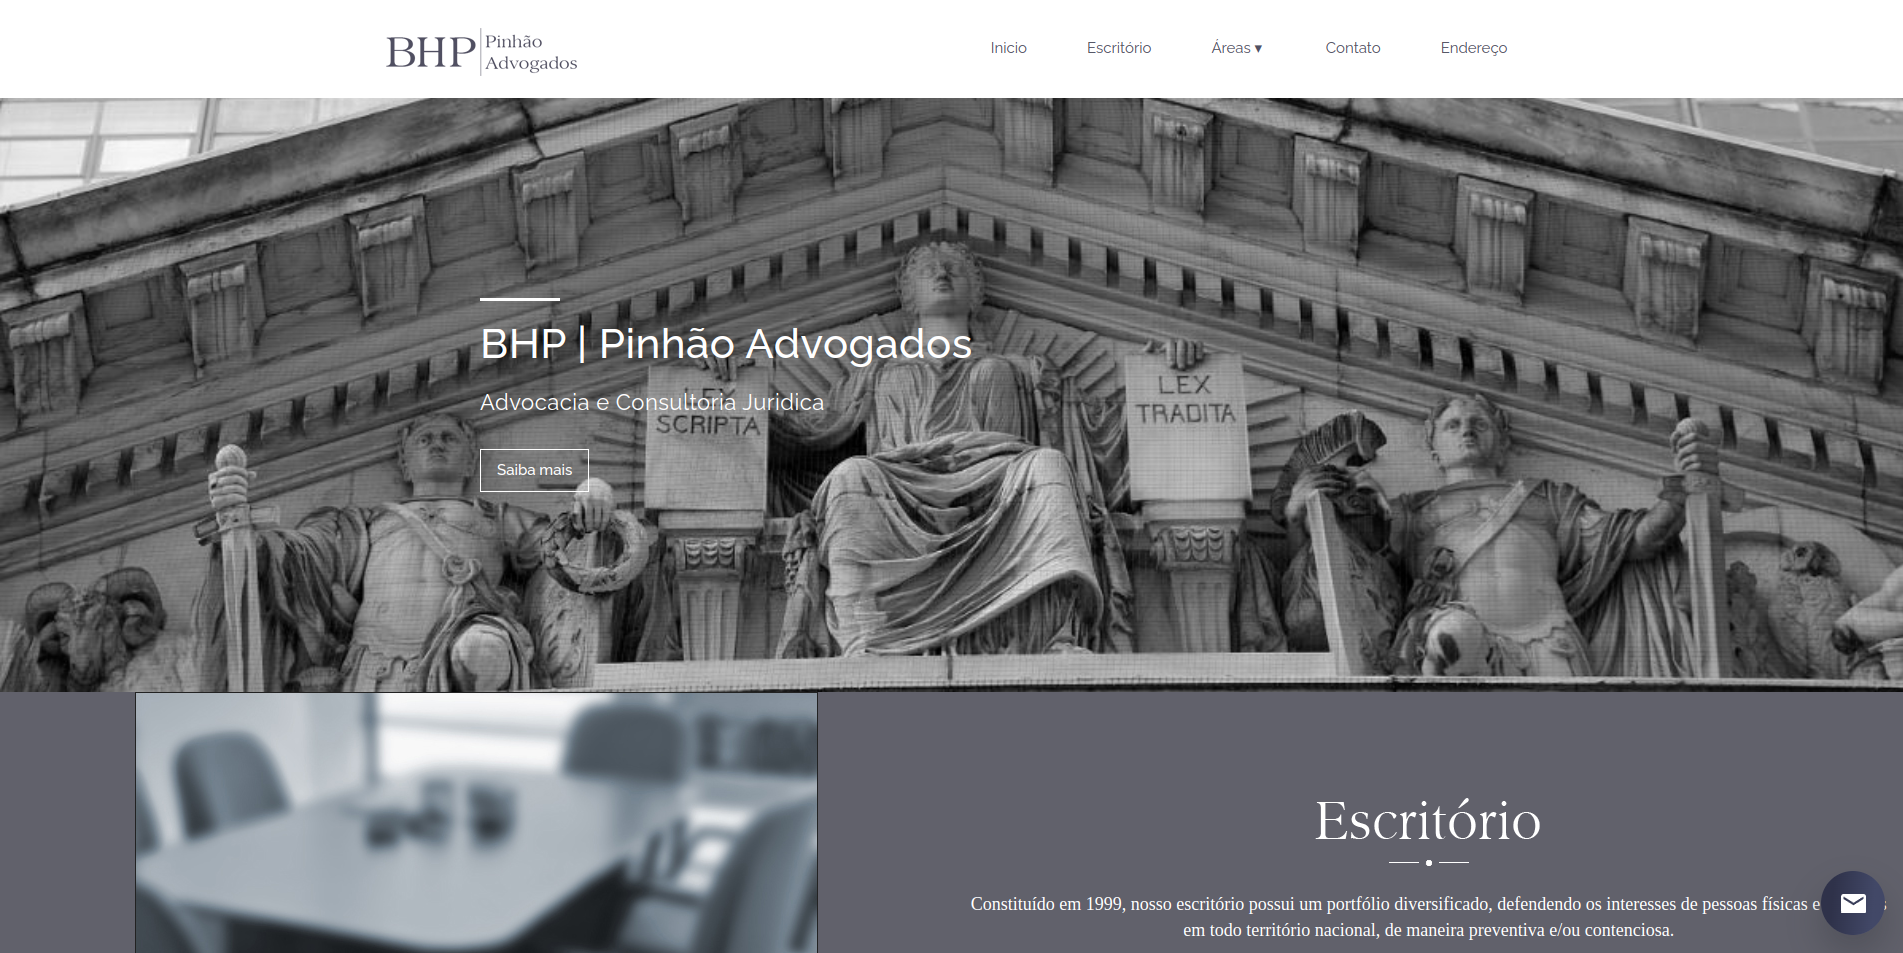 BHP Pinhão
Advogados
Inicio Escritório Áreas ▾ Contato Endereço
BHP | Pinhão Advogados
Advocacia e Consultoria Juridica
Saiba mais
LEX
SCRIPTA
LEX
TRADITA
Escritório
Constituído em 1999, nosso escritório possui um portfólio diversificado, defendendo os interesses de pessoas físicas e
em todo território nacional, de maneira preventiva e/ou contenciosa.